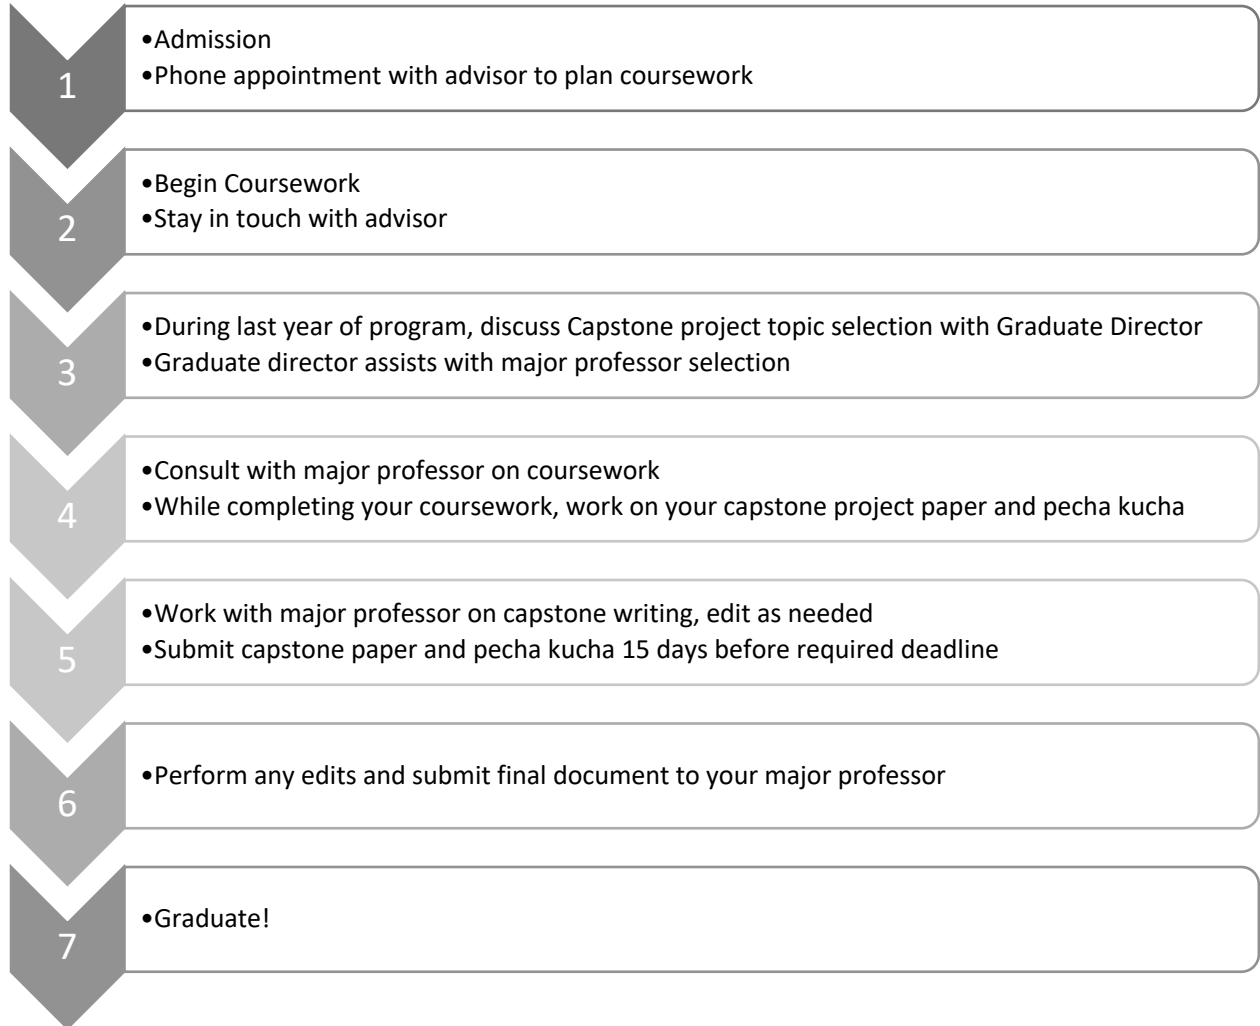 1
•Admission
•Phone appointment with advisor to plan coursework
2
•Begin Coursework
•Stay in touch with advisor
3
•During last year of program, discuss Capstone project topic selection with Graduate Director
•Graduate director assists with major professor selection
4
•Consult with major professor on coursework
•While completing your coursework, work on your capstone project paper and pecha kucha
5
•Work with major professor on capstone writing, edit as needed
•Submit capstone paper and pecha kucha 15 days before required deadline
6
•Perform any edits and submit final document to your major professor
7
•Graduate!